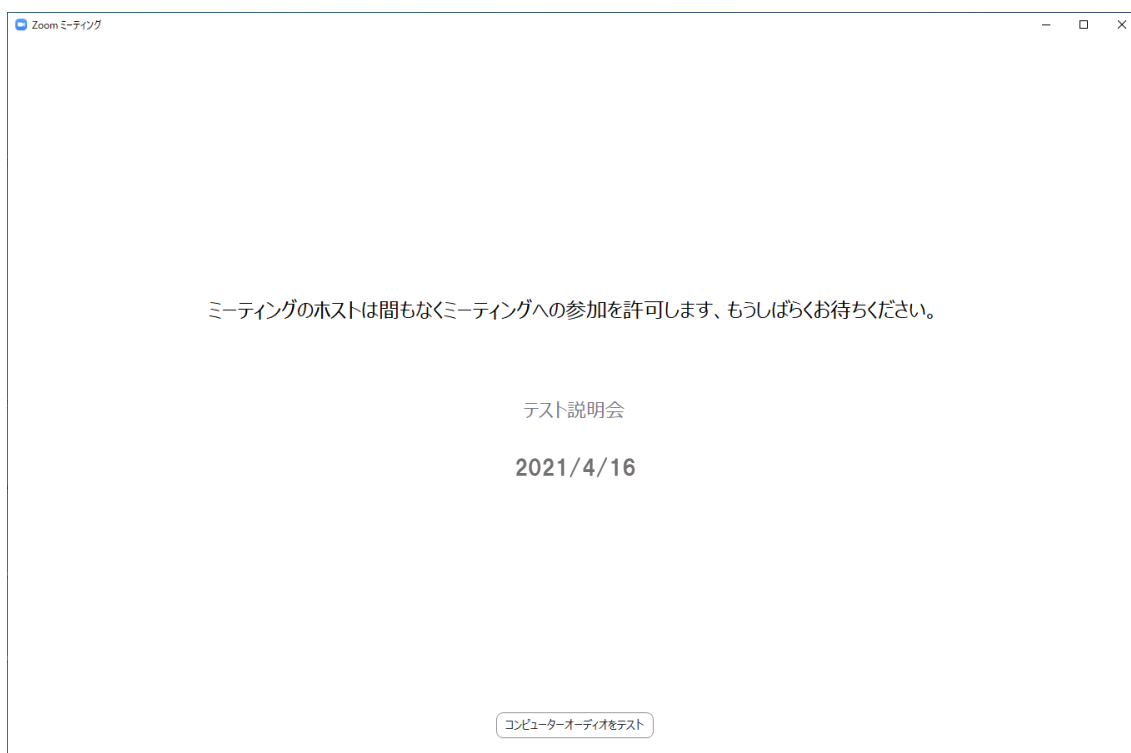 Zoom ミーティング
ミーティングのホストは間もなくミーティングへの参加を許可します、もうしばらくお待ちください。
テスト説明会
2021/4/16
コンピューターオーディオをテスト